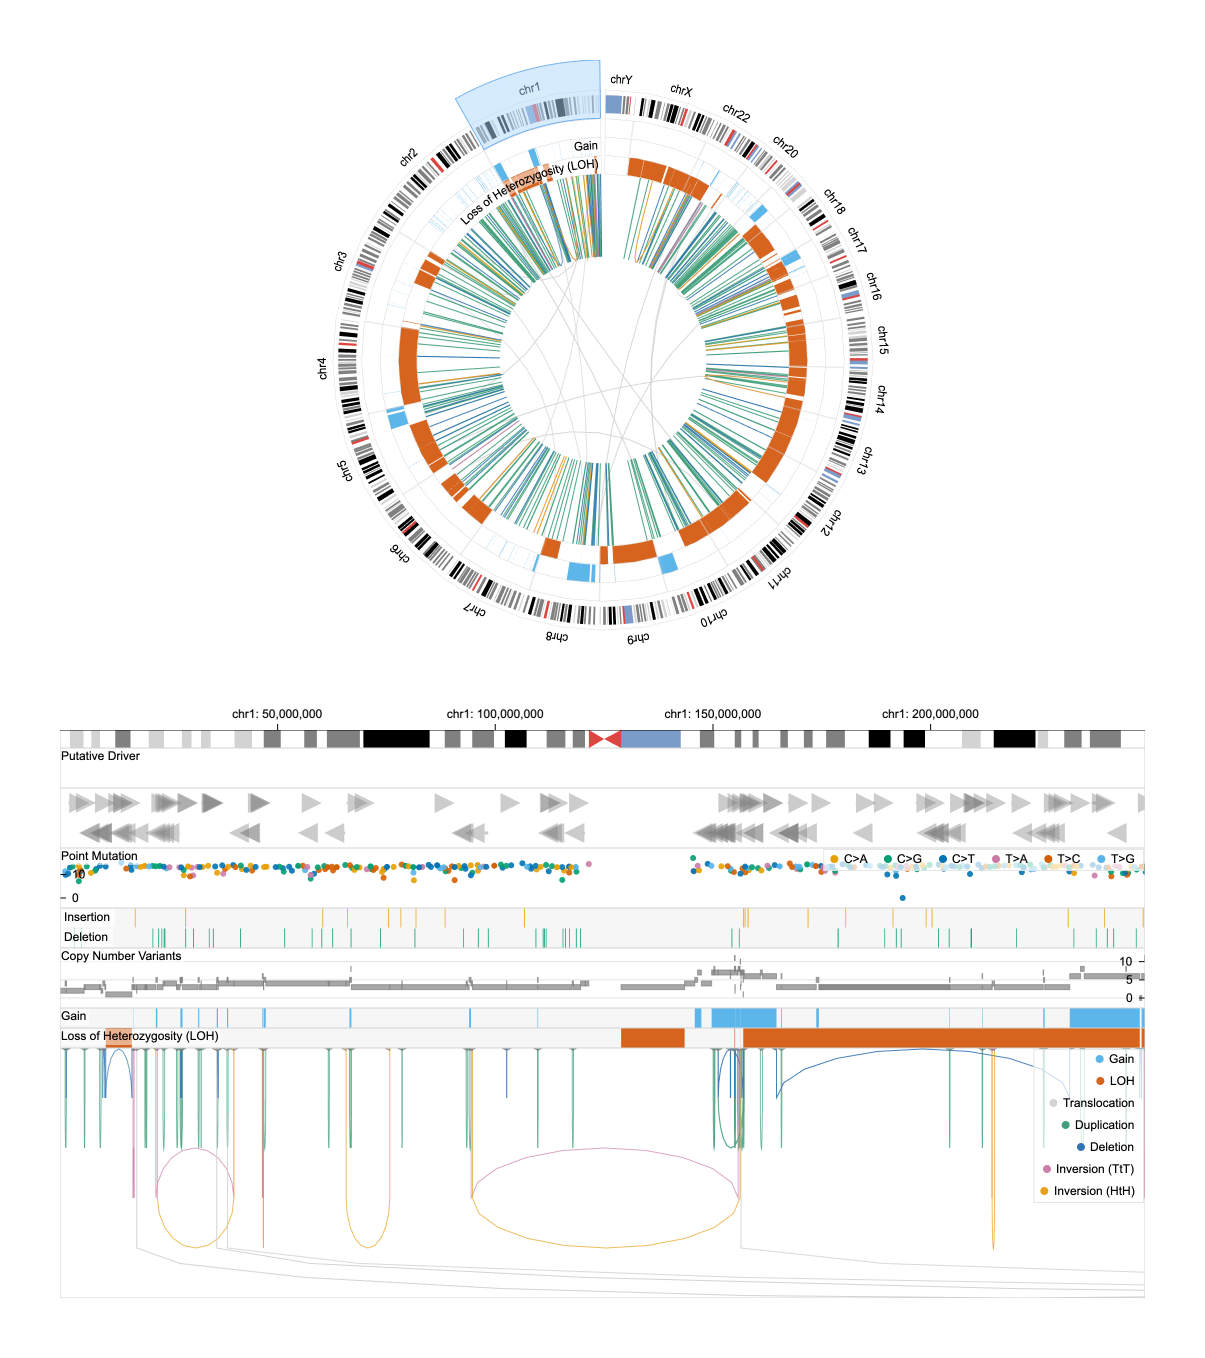 chr1
chrY
chrX
chr22
chr20
chr18
chr17
chr16
chr15
chr14
chr13
chr12
chr11
chr10
chr9
chr8
chr7
chr6
chr5
chr4
chr3
chr2
Gain
Loss of Heterozygosity (LOH)
chr1: 50,000,000 chr1: 100,000,000 chr1: 150,000,000 chr1: 200,000,000
Putative Driver
Point Mutation
C>A C>G C>T T>A T>C T>G
10
0
Insertion
Deletion
Copy Number Variants
10
5
0
Gain
Loss of Heterozygosity (LOH)
Gain
LOH
Translocation
Duplication
Deletion
Inversion (TtT)
Inversion (HtH)